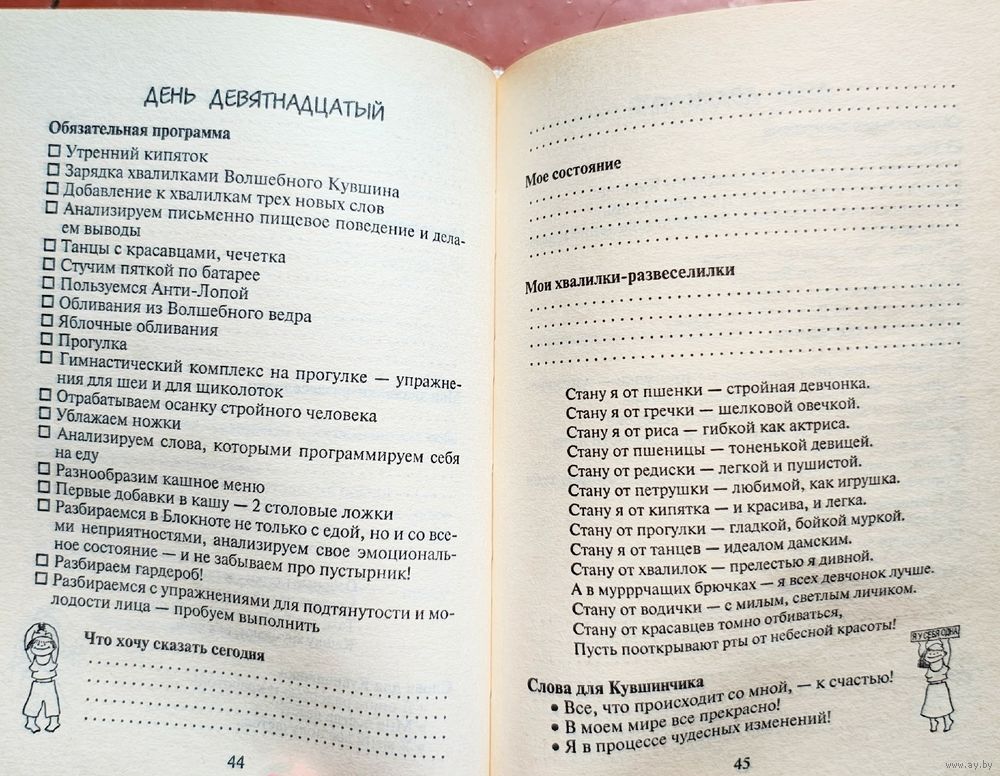 ДЕНЬ ДЕВЯТНАДЦАТЫЙ
Обязательная программа
☐ Утренний кипяток
☐ Зарядка хвалилками Волшебного Кувшина
☐ Добавление к хвалилкам трех новых слов
☐ Анализируем письменно пищевое поведение и дела-
ем выводы
☐ Танцы с красавцами, чечетка
☐ Стучим пяткой по батарее
☐ Пользуемся Анти-Лопой
☐ Обливания из Волшебного ведра
☐ Яблочные обливания
☐ Прогулка
☐ Гимнастический комплекс на прогулке — упражне-
ния для шеи и для щиколоток
☐ Отрабатываем осанку стройного человека
☐ Ублажаем ножки
☐ Анализируем слова, которыми программируем себя
на еду
☐ Разнообразим кашное меню
☐ Первые добавки в кашу — 2 столовые ложки
☐ Разбираемся в Блокноте не только с едой, но и со все-
ми неприятностями, анализируем свое эмоциональ-
ное состояние — и не забываем про пустырник!
☐ Разбираем гардероб!
☐ Разбираемся с упражнениями для подтянутости и мо-
лодости лица — пробуем выполнить
Что хочу сказать сегодня
44
Мое состояние
Мои хвалилки-развеселилки
Стану я от пшенки — стройная девчонка.
Стану я от гречки — шелковой овечкой.
Стану я от риса — гибкой как актриса.
Стану от пшеницы — тоненькой девицей.
Стану от редиски — легкой и пушистой.
Стану от петрушки — любимой, как игрушка.
Стану я от кипятка — и красива, и легка.
Стану от прогулки — гладкой, бойкой муркой.
Стану я от танцев — идеалом дамским.
Стану от хвалилок — прелестью я дивной.
А в мурррчащих брючках — я всех девчонок лучше.
Стану от водички — с милым, светлым личиком.
Стану от красавцев томно отбиваться,
Пусть пооткрывают рты от небесной красоты!
Я У СЕБЯ ОДНА
Слова для Кувшинчика
• Все, что происходит со мной, — к счастью!
• В моем мире все прекрасно!
• Я в процессе чудесных изменений!
45
www.ay.by